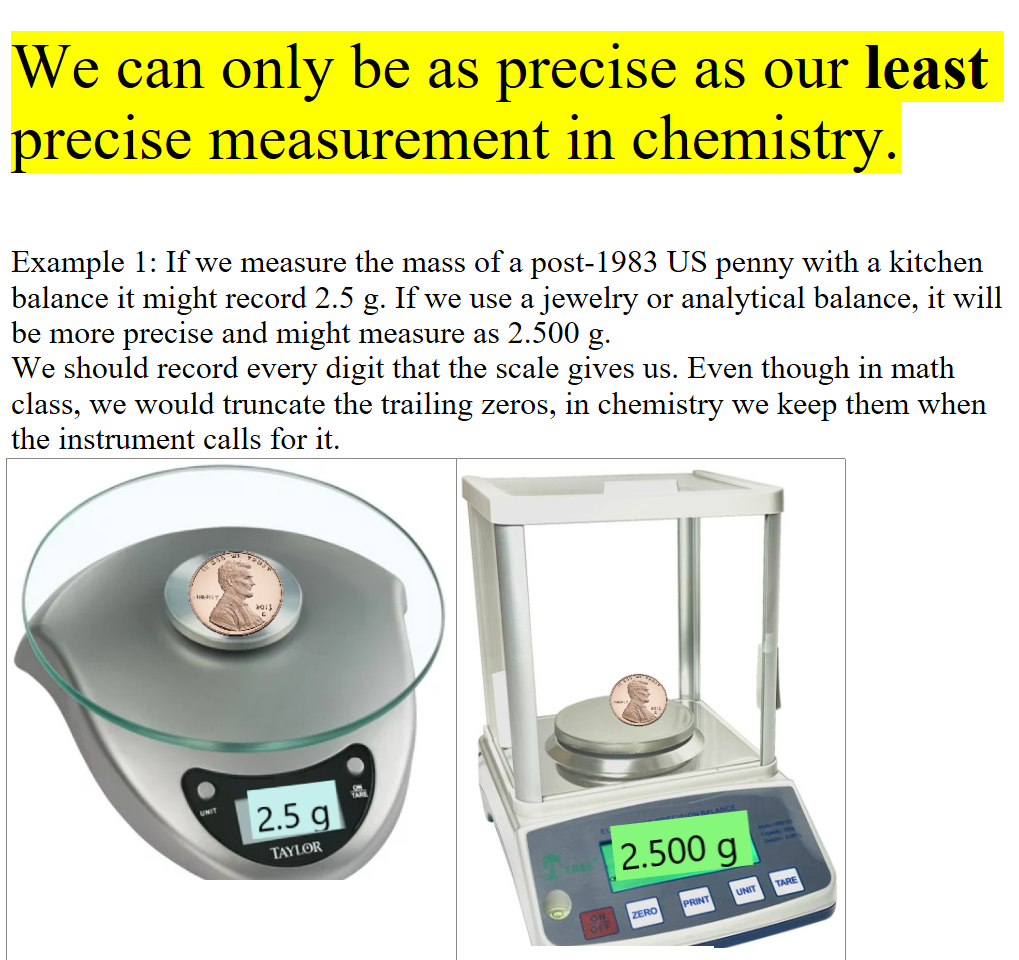 We can only be as precise as our least
precise measurement in chemistry.
Example 1: If we measure the mass of a post-1983 US penny with a kitchen
balance it might record 2.5 g. If we use a jewelry or analytical balance, it will
be more precise and might measure as 2.500 g.
We should record every digit that the scale gives us. Even though in math
class, we would truncate the trailing zeros, in chemistry we keep them when
the instrument calls for it.
UNIT
ON
TARE
2.5 g
TAYLOR
BALANCE
2.500 g
ON
OFF
ZERO
PRINT
UNIT
TARE